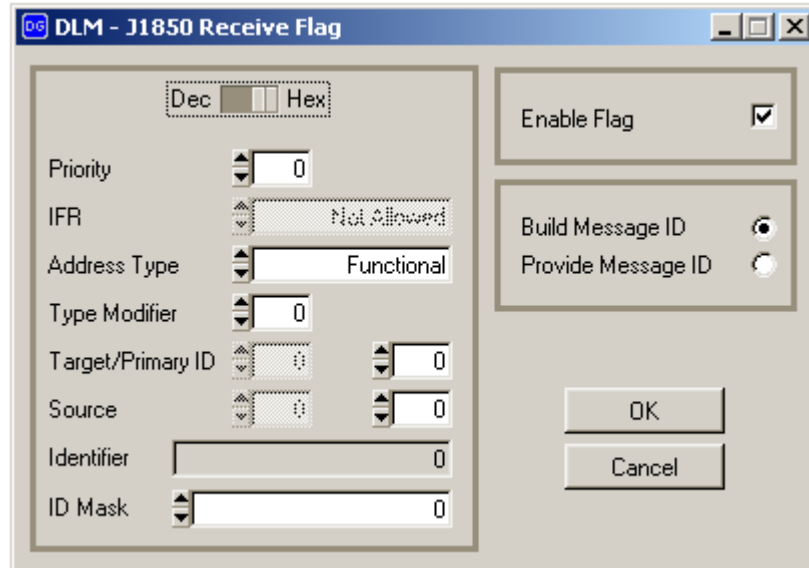 DG DLM - J1850 Receive Flag
Dec Hex
Priority 0
IFR Not Allowed
Address Type Functional
Type Modifier 0
Target/Primary ID 0 0
Source 0 0
Identifier 0
ID Mask 0
Enable Flag
Build Message ID
Provide Message ID
OK
Cancel